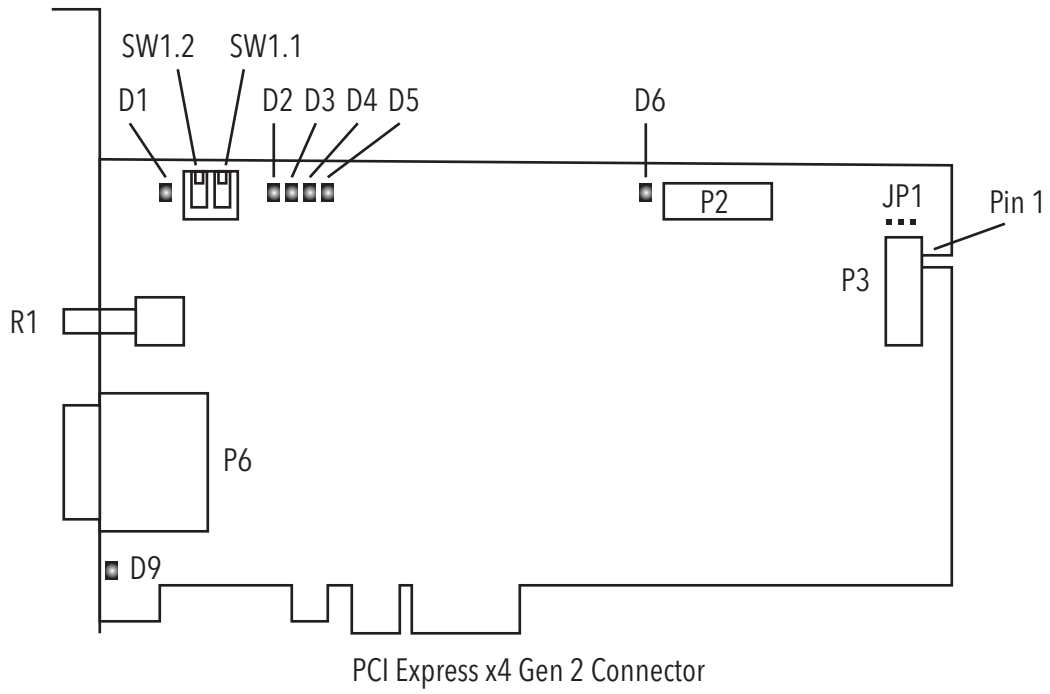 SW1.2 SW1.1
D1 D2 D3 D4 D5 D6
P2
JP1 Pin 1
P3
R1
P6
D9
PCI Express x4 Gen 2 Connector